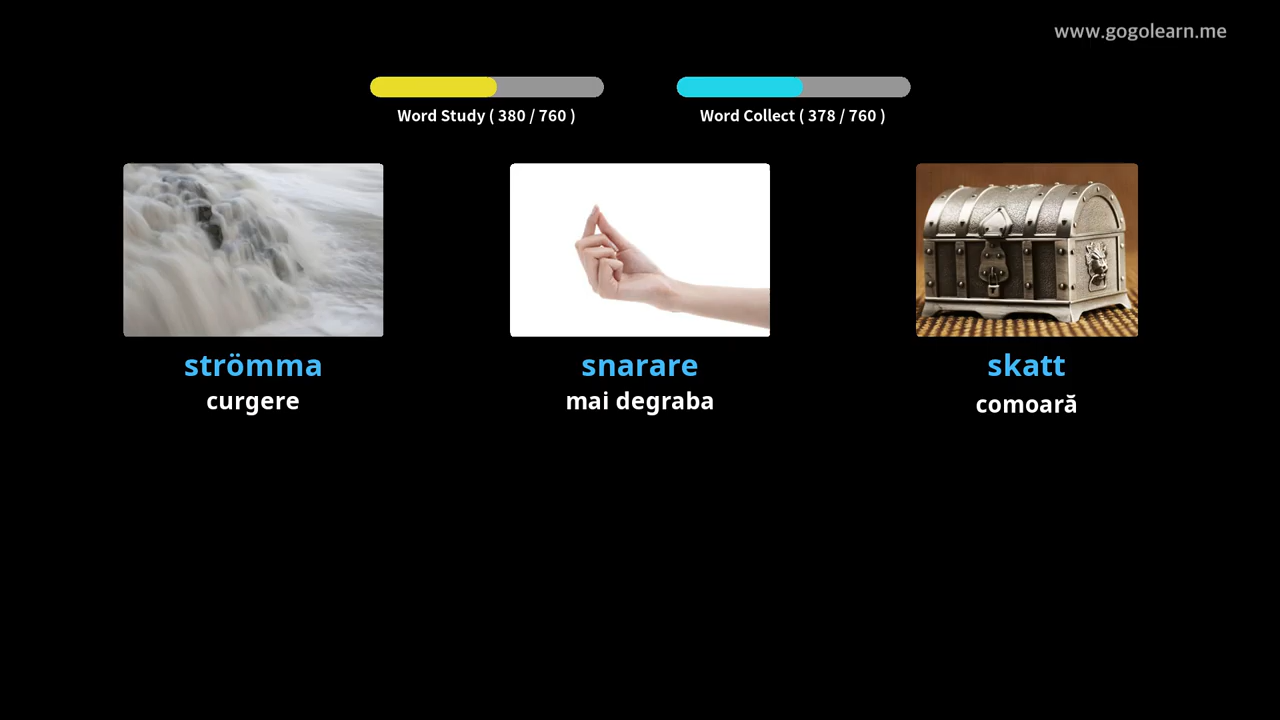 www.gogolearn.me
Word Study ( 380 / 760 )
Word Collect ( 378 / 760 )
strömma
curgere
snarare
mai degraba
skatt
comoară